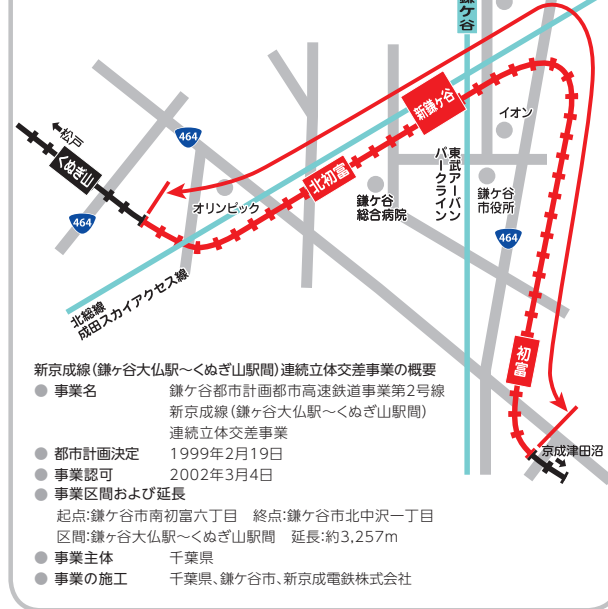 鎌ケ谷
464
イオン
新鎌ケ谷
松戸
くぬぎ山
オリンピック
北初富
鎌ケ谷
総合病院
東武アーバン
パークライン
鎌ケ谷
市役所
464
464
北総線
成田スカイアクセス線
初富
京成津田沼
新京成線(鎌ヶ谷大仏駅～くぬぎ山駅間)連続立体交差事業の概要
● 事業名 鎌ケ谷都市計画都市高速鉄道事業第2号線
新京成線(鎌ヶ谷大仏駅～くぬぎ山駅間)
連続立体交差事業
● 都市計画決定 1999年2月19日
● 事業認可 2002年3月4日
● 事業区間および延長
起点:鎌ケ谷市南初富六丁目 終点:鎌ケ谷市北中沢一丁目
区間:鎌ヶ谷大仏駅～くぬぎ山駅間 延長:約3,257m
● 事業主体 千葉県
● 事業の施工 千葉県、鎌ケ谷市、新京成電鉄株式会社